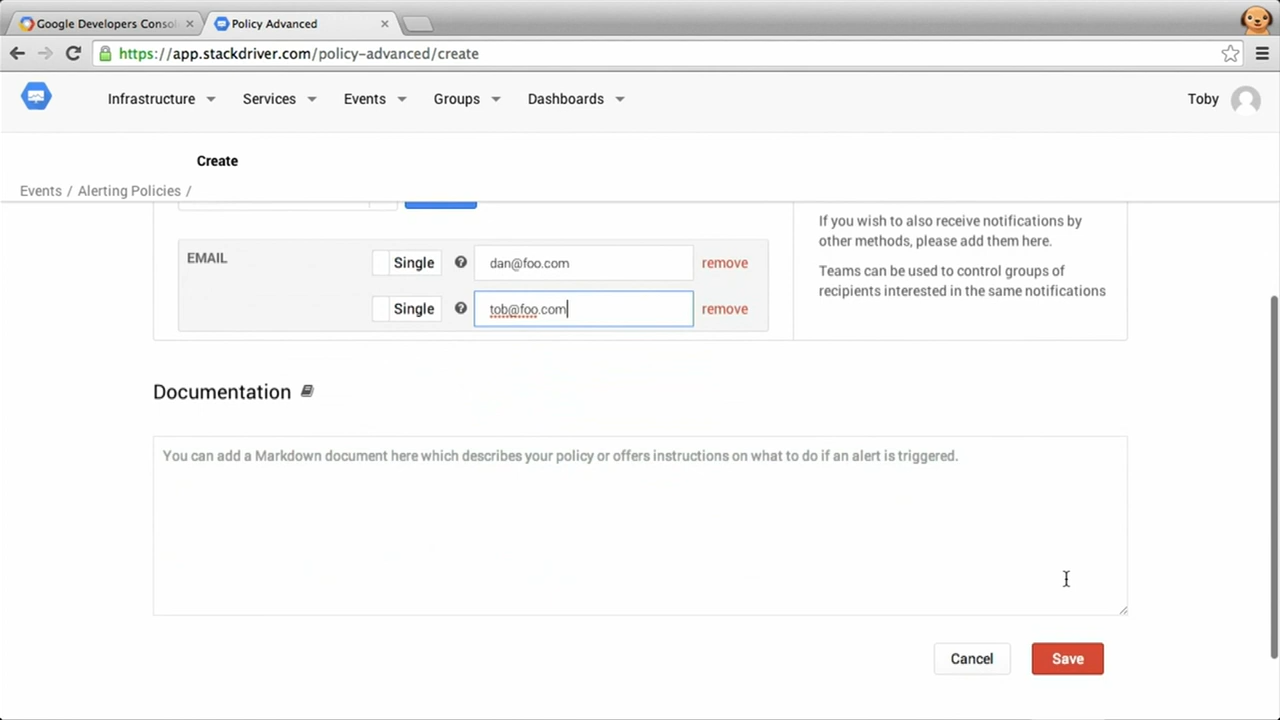 Google Developers Consol
Policy Advanced
https://app.stackdriver.com/policy-advanced/create
Infrastructure Services Events Groups Dashboards Toby
Create
Events / Alerting Policies /
If you wish to also receive notifications by
other methods, please add them here.
Teams can be used to control groups of
recipients interested in the same notifications
EMAIL Single dan@foo.com remove
Single tob@foo.com remove
Documentation
You can add a Markdown document here which describes your policy or offers instructions on what to do if an alert is triggered.
Cancel Save